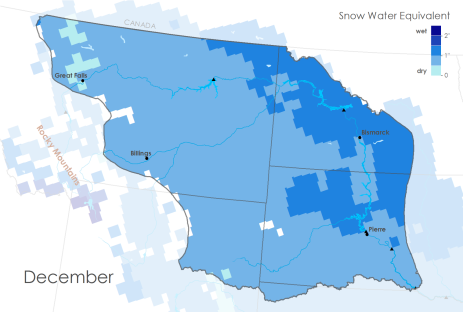 Snow Water Equivalent
wet
2"
1"
dry
0
CANADA
Great Falls
Bismarck
Billings
Rocky Mountains
Pierre
December